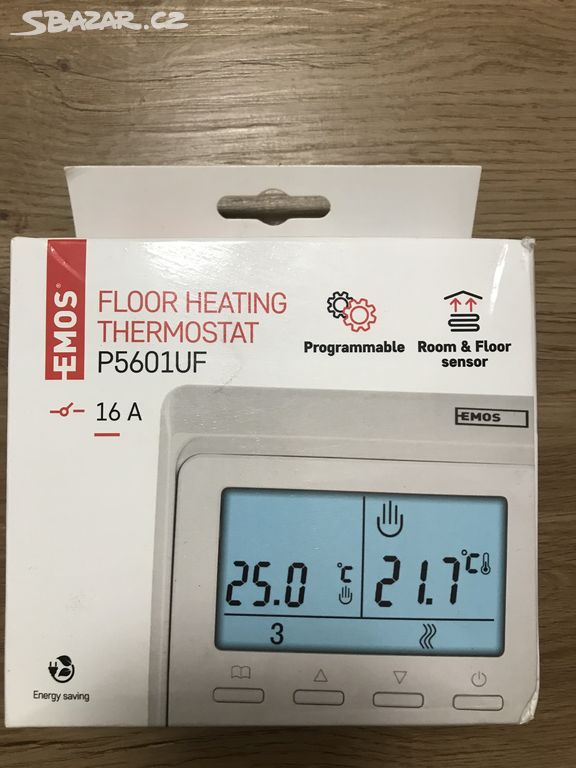 SBAZAR.CZ
EMOS
FLOOR HEATING
THERMOSTAT
P5601UF
16 A
Programmable
Room & Floor
sensor
EMOS
25.0 °C
21.7 °C
3
Energy saving